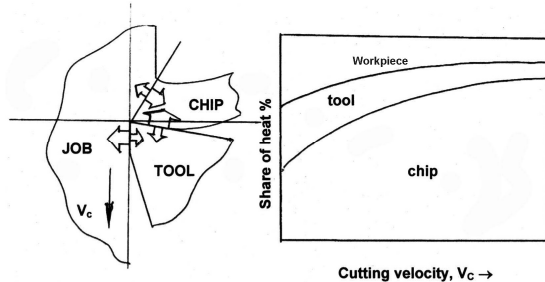 CHIP
JOB
TOOL
Vc
Share of heat %
Workpiece
tool
chip
Cutting velocity, VC →